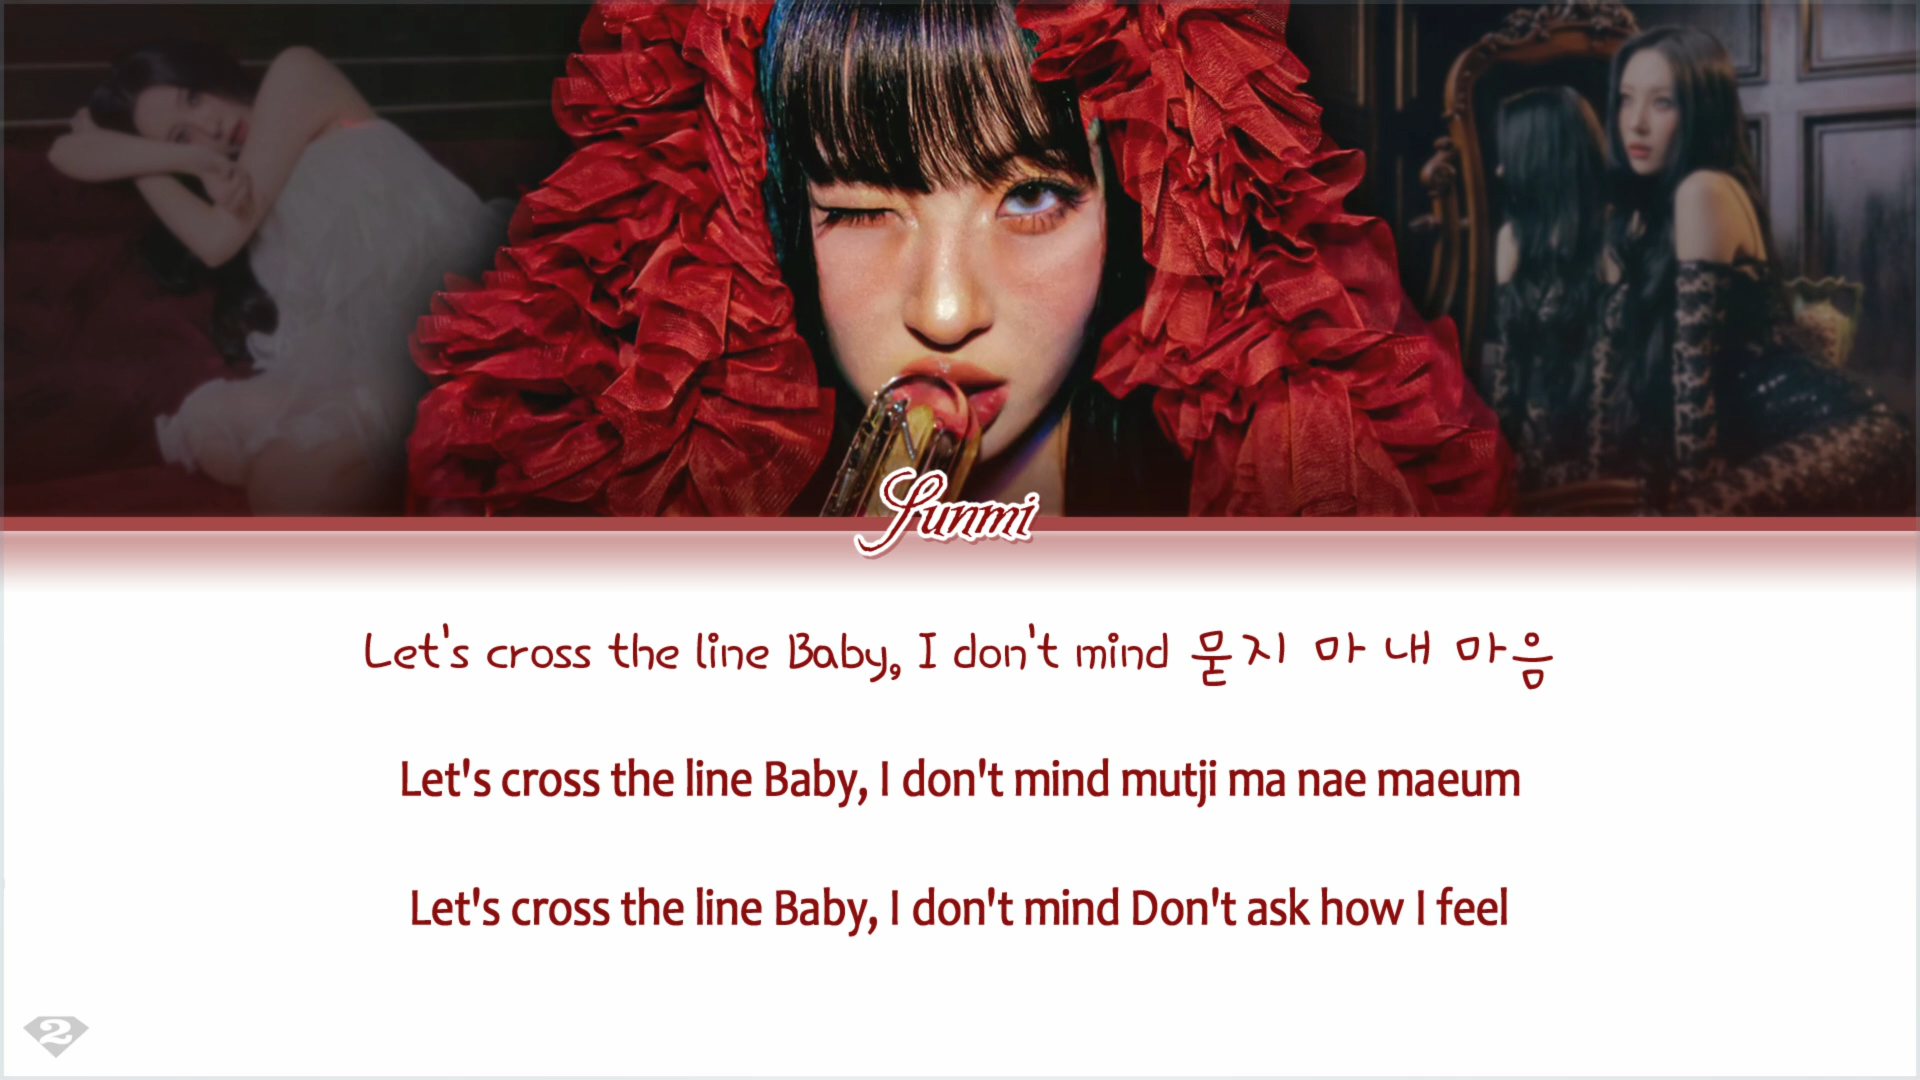 Sunmi
Let's cross the line Baby, I don't mind 묻지 마 내 마음
Let's cross the line Baby, I don't mind mutji ma nae maeum
Let's cross the line Baby, I don't mind Don't ask how I feel
2